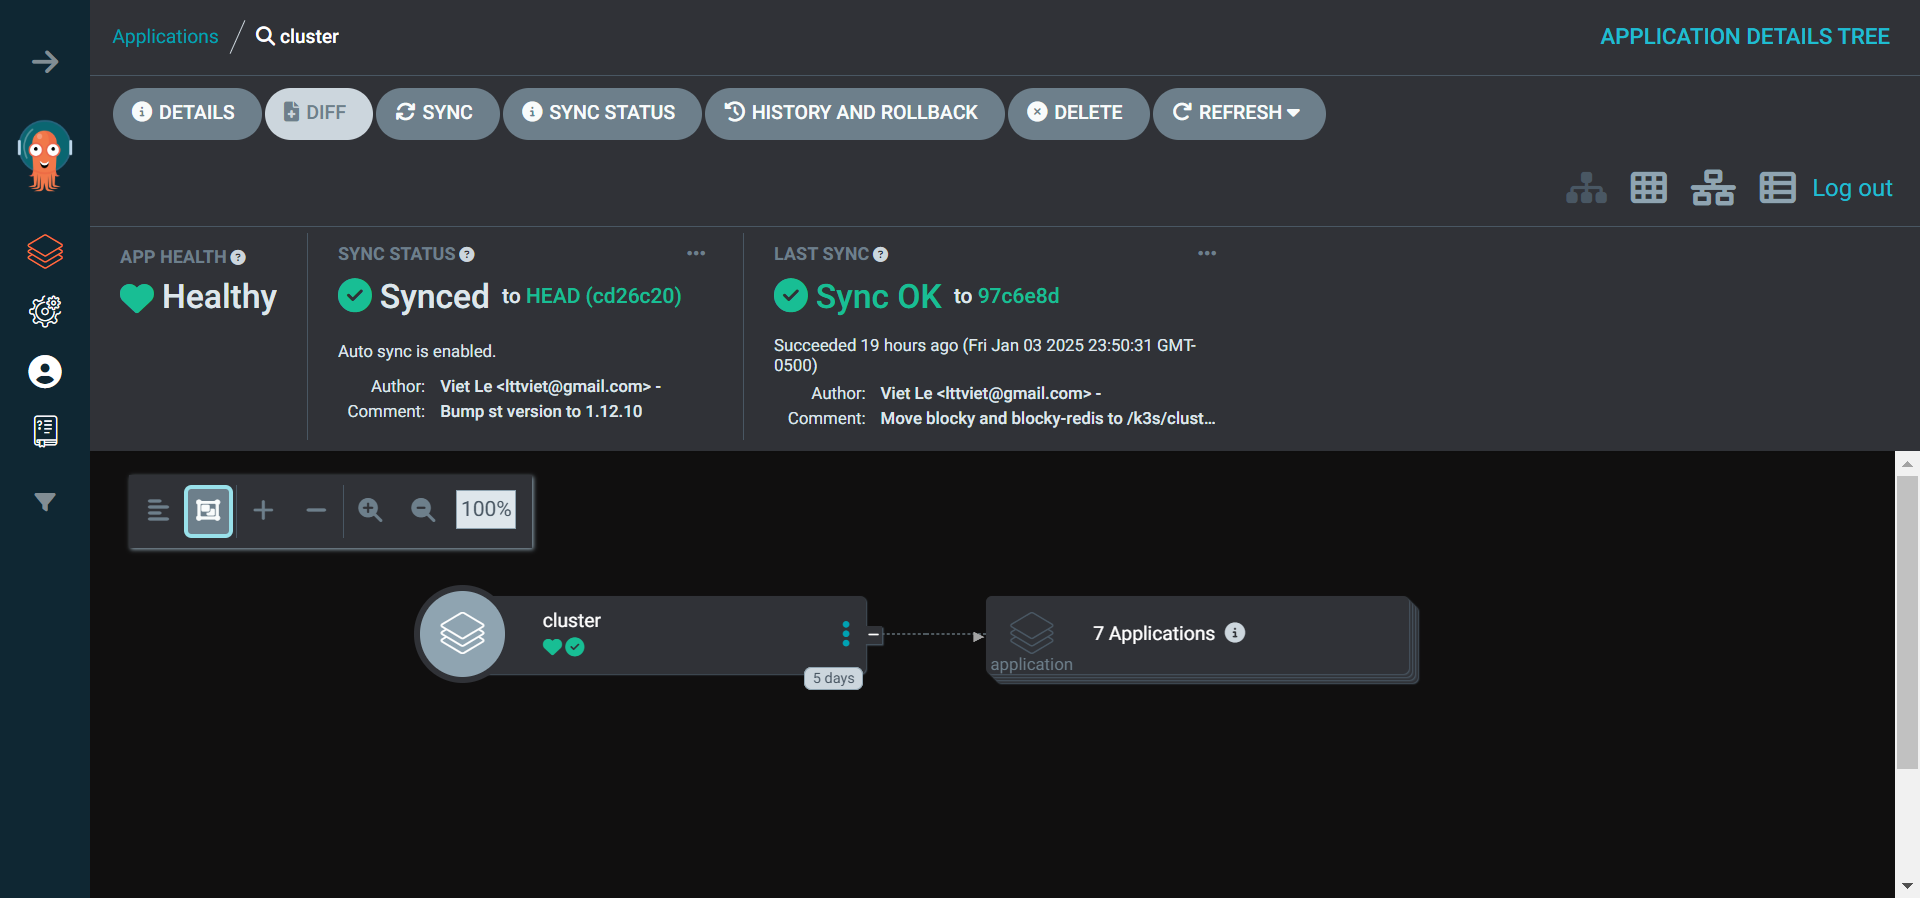 Applications / cluster
APPLICATION DETAILS TREE
DETAILS
DIFF
SYNC
SYNC STATUS
HISTORY AND ROLLBACK
DELETE
REFRESH
Log out
APP HEALTH
Healthy
SYNC STATUS
Synced to HEAD (cd26c20)
Auto sync is enabled.
Author: Viet Le <lttviet@gmail.com> -
Comment: Bump st version to 1.12.10
LAST SYNC
Sync OK to 97c6e8d
Succeeded 19 hours ago (Fri Jan 03 2025 23:50:31 GMT-
0500)
Author: Viet Le <lttviet@gmail.com> -
Comment: Move blocky and blocky-redis to /k3s/clust...
100%
cluster
5 days
application
7 Applications